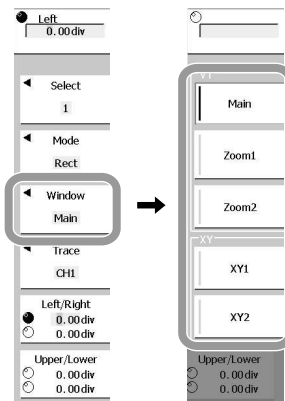 Left
0.00div
Select
1
Mode
Rect
Window
Main
Trace
CH1
Left/Right
0.00div
0.00div
Upper/Lower
0.00div
0.00div
YT
Main
Zoom1
Zoom2
XY
XY1
XY2
Upper/Lower
0.00div
0.00div